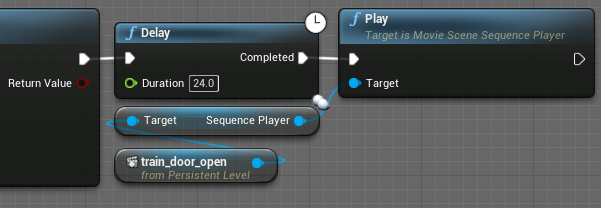 Return Value
Delay
Completed
Duration 24.0
Target Sequence Player
train_door_open
from Persistent Level
Play
Target is Movie Scene Sequence Player
Target